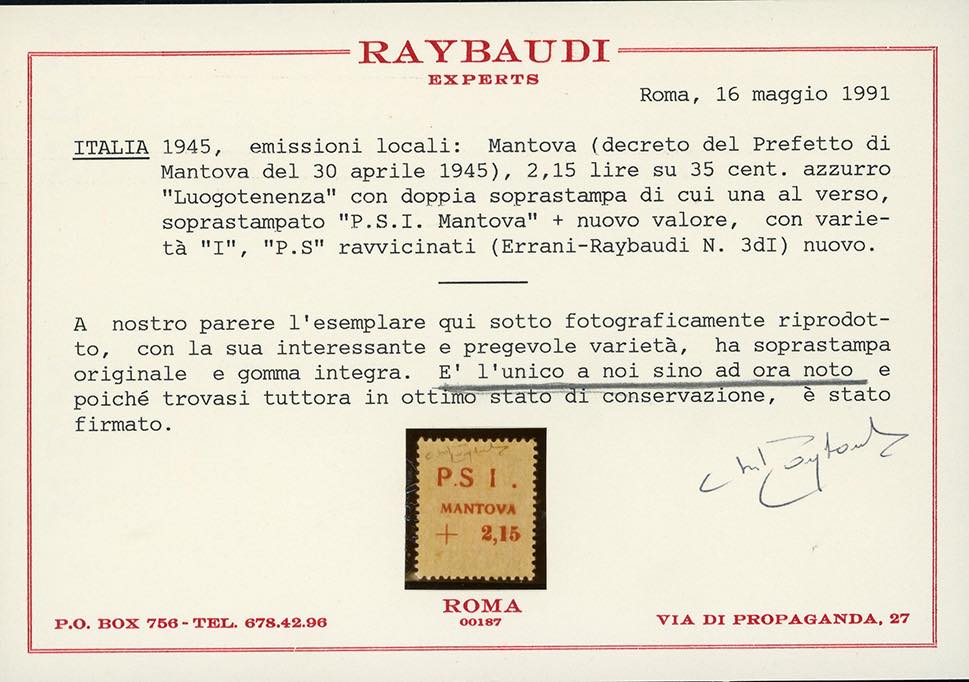 RAYBAUDI
EXPERTS
Roma, 16 maggio 1991
ITALIA 1945, emissioni locali: Mantova (decreto del Prefetto di
Mantova del 30 aprile 1945), 2,15 lire su 35 cent. azzurro
"Luogotenenza" con doppia soprastampa di cui una al verso,
soprastampato "P.S.I. Mantova" + nuovo valore, con varie-
tà "I", "P.S" ravvicinati (Errani-Raybaudi N. 3dI) nuovo.
A nostro parere l'esemplare qui sotto fotograficamente riprodot-
to, con la sua interessante e pregevole varietà, ha soprastampa
originale e gomma integra. E' l'unico a noi sino ad ora noto e
poiché trovasi tuttora in ottimo stato di conservazione, è stato
firmato.
P.S I.
MANTOVA
+ 2,15
ROMA
00187
P.O. BOX 756 - TEL. 678.42.96
VIA DI PROPAGANDA, 27